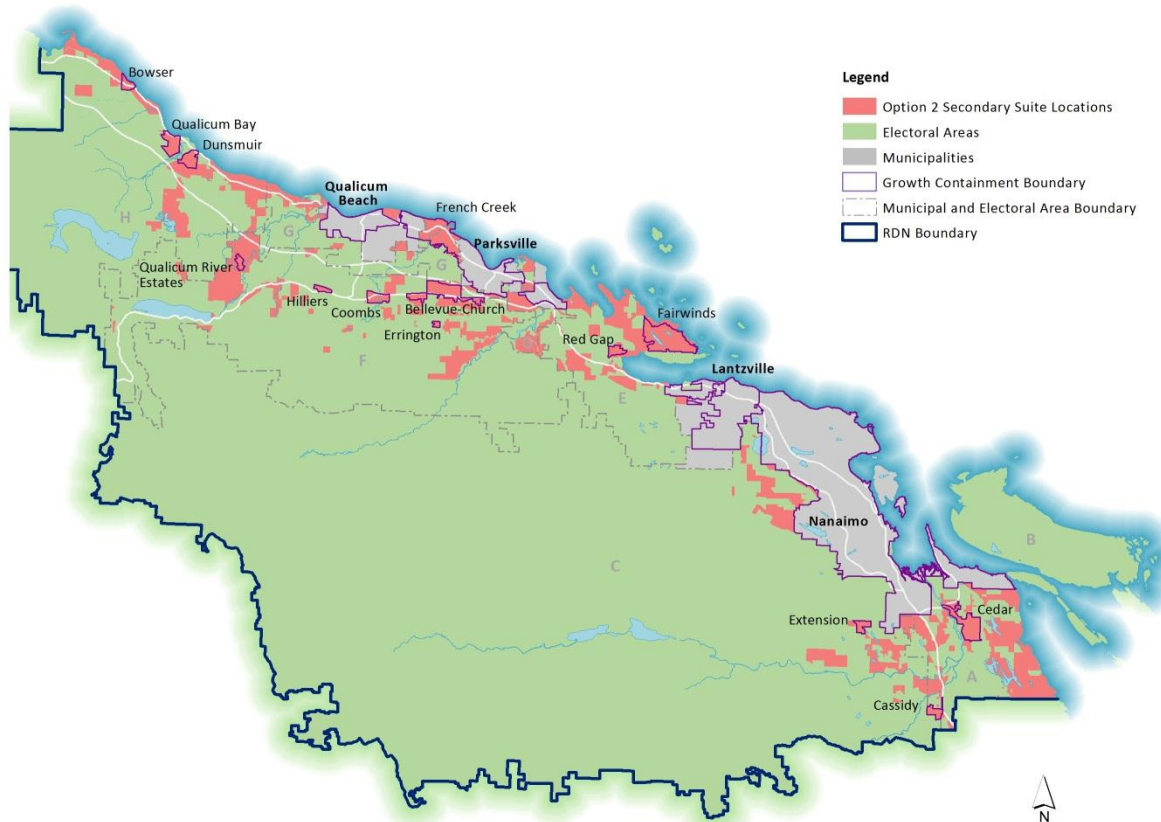 Bowser
Qualicum Bay
Dunsmuir
Qualicum
Beach
French Creek
Parksville
H
G
G
Qualicum River
Estates
Hilliers
Coombs
Bellevue-Church
Errington
Fairwinds
Red Gap
G
F
E
Lantzville
Nanaimo
B
C
Extension
Cedar
A
Cassidy
Legend
Option 2 Secondary Suite Locations
Electoral Areas
Municipalities
Growth Containment Boundary
Municipal and Electoral Area Boundary
RDN Boundary
N